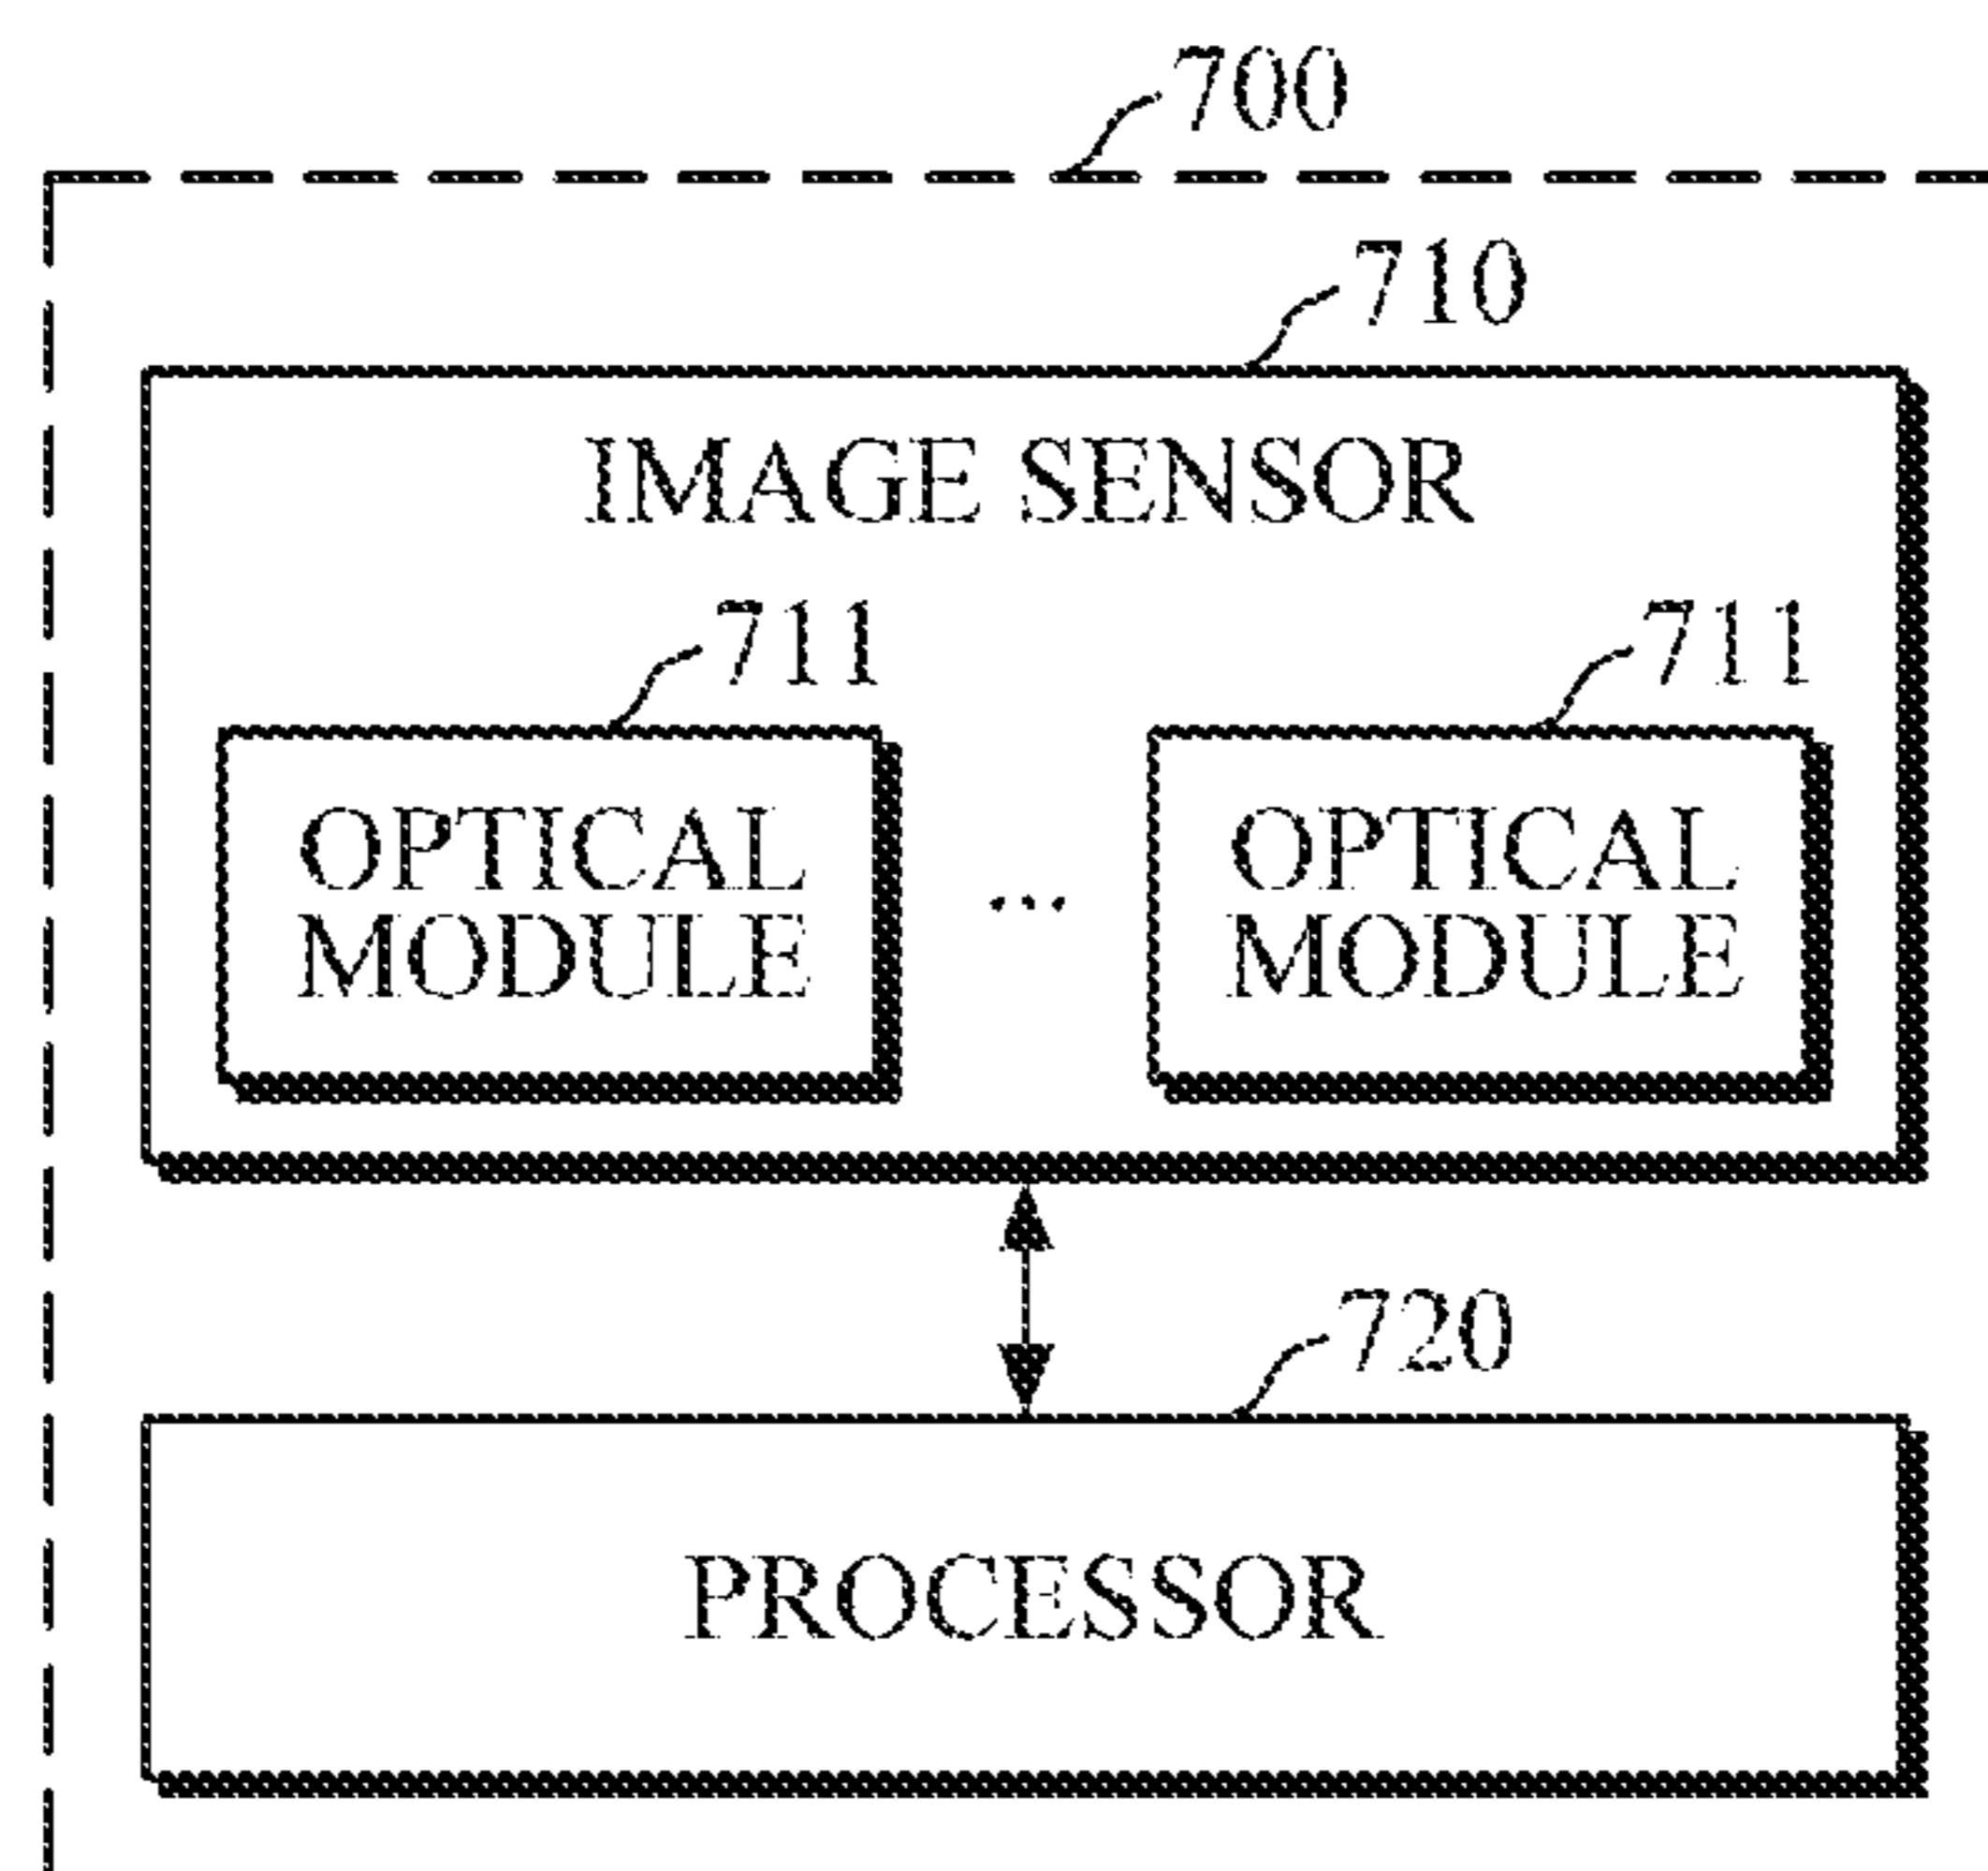 700
710
IMAGE SENSOR
711 711
OPTICAL MODULE ... OPTICAL MODULE
720
PROCESSOR